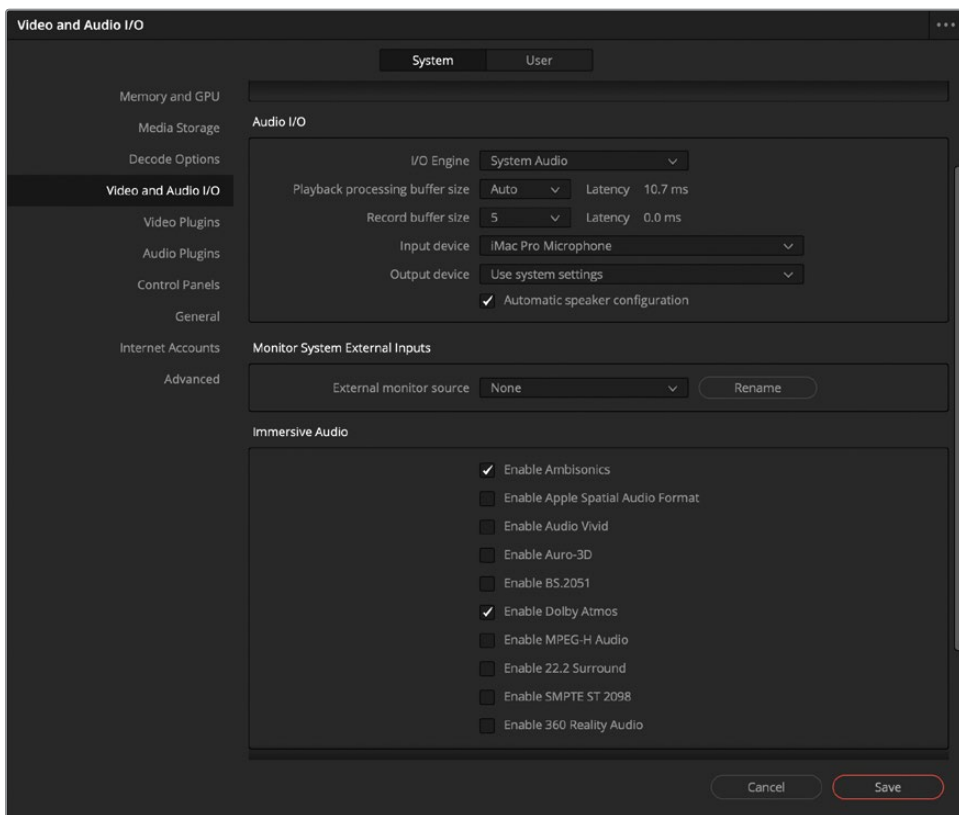 Video and Audio I/O
System User
Memory and GPU
Media Storage
Decode Options
Video and Audio I/O
Video Plugins
Audio Plugins
Control Panels
General
Internet Accounts
Advanced
Audio I/O
I/O Engine System Audio
Playback processing buffer size Auto Latency 10.7 ms
Record buffer size 5 Latency 0.0 ms
Input device iMac Pro Microphone
Output device Use system settings
Automatic speaker configuration
Monitor System External Inputs
External monitor source None Rename
Immersive Audio
Enable Ambisonics
Enable Apple Spatial Audio Format
Enable Audio Vivid
Enable Auro-3D
Enable BS.2051
Enable Dolby Atmos
Enable MPEG-H Audio
Enable 22.2 Surround
Enable SMPTE ST 2098
Enable 360 Reality Audio
Cancel Save